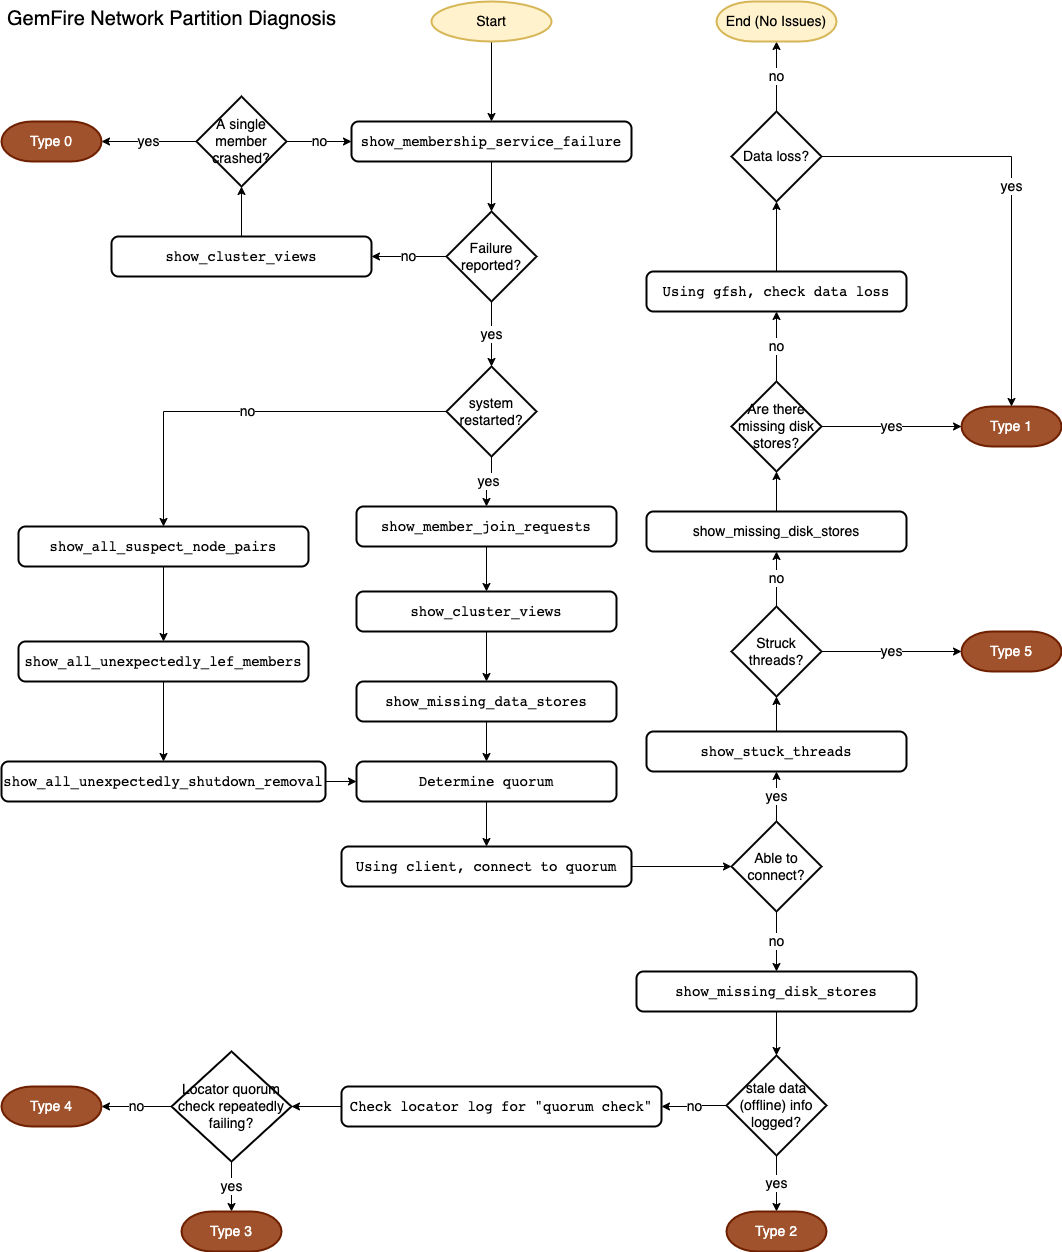 GemFire Network Partition Diagnosis
Start
End (No Issues)
no
A single
member
crashed?
Type 0
yes
no
show_membership_service_failure
Data loss?
yes
show_cluster_views
no
Failure
reported?
Using gfsh, check data loss
yes
no
system
restarted?
no
Are there
missing disk
stores?
yes
Type 1
yes
show_member_join_requests
show_missing_disk_stores
show_all_suspect_node_pairs
no
show_cluster_views
Struck
threads?
yes
Type 5
show_all_unexpectedly_lef_members
show_missing_data_stores
show_stuck_threads
show_all_unexpectedly_shutdown_removal
Determine quorum
yes
Using client, connect to quorum
Able to
connect?
no
show_missing_disk_stores
Locator quorum
check repeatedly
failing?
Type 4
no
Check locator log for "quorum check"
no
stale data
(offline) info
logged?
yes
yes
Type 3
Type 2